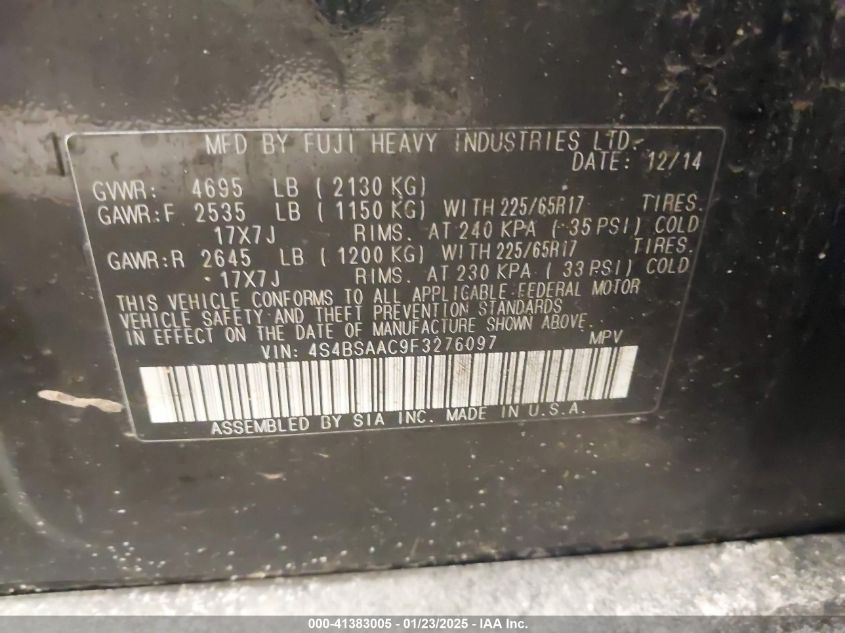 MFD BY FUJI HEAVY INDUSTRIES LTD.
DATE: 12/14
GVWR: 4695 LB ( 2130 KG)
GAWR:F 2535 LB ( 1150 KG) WITH 225/65R17 TIRES.
17X7J RIMS. AT 240 KPA ( 35 PSI) COLD
GAWR:R 2645 LB ( 1200 KG) WITH 225/65R17 TIRES.
17X7J RIMS. AT 230 KPA ( 33 PSI) COLD
THIS VEHICLE CONFORMS TO ALL APPLICABLE FEDERAL MOTOR
VEHICLE SAFETY AND THEFT PREVENTION STANDARDS
IN EFFECT ON THE DATE OF MANUFACTURE SHOWN ABOVE.
VIN: 4S4BSAAC9F3276097 MPV
ASSEMBLED BY SIA INC. MADE IN U.S.A.
000-41383005 - 01/23/2025 - IAA Inc.